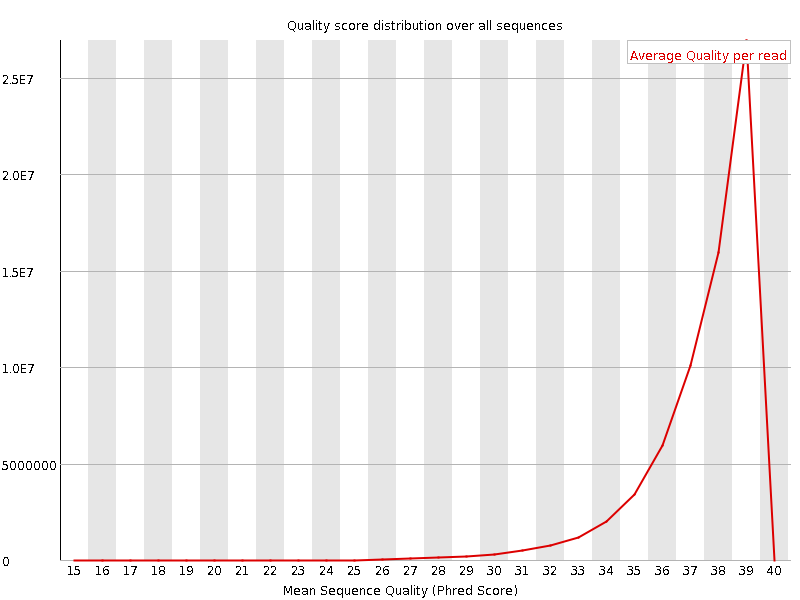 Quality score distribution over all sequences
Average Quality per read
2.5E7
2.0E7
1.5E7
1.0E7
5000000
0
15 16 17 18 19 20 21 22 23 24 25 26 27 28 29 30 31 32 33 34 35 36 37 38 39 40
Mean Sequence Quality (Phred Score)